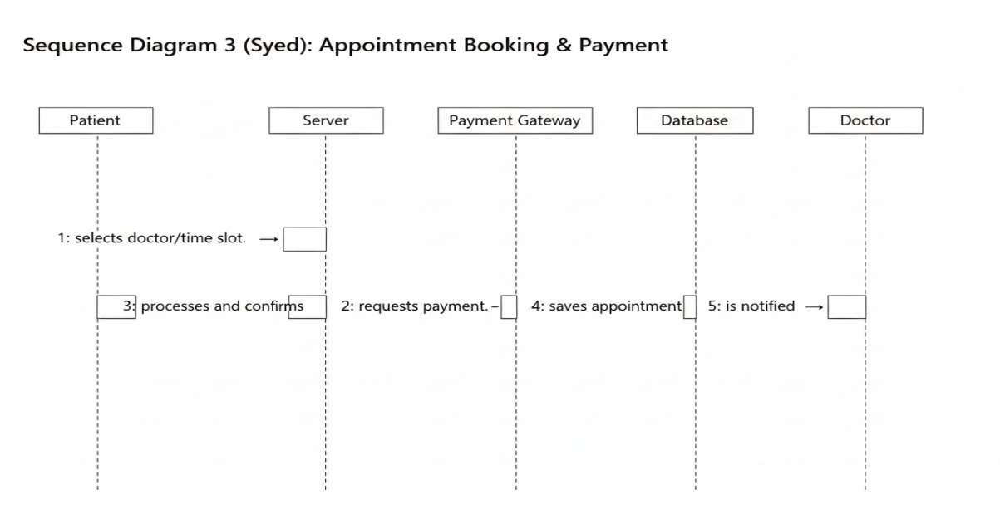 Sequence Diagram 3 (Syed): Appointment Booking & Payment
Patient
Server
Payment Gateway
Database
Doctor
1: selects doctor/time slot.
3: processes and confirms
2: requests payment.
4: saves appointment
5: is notified